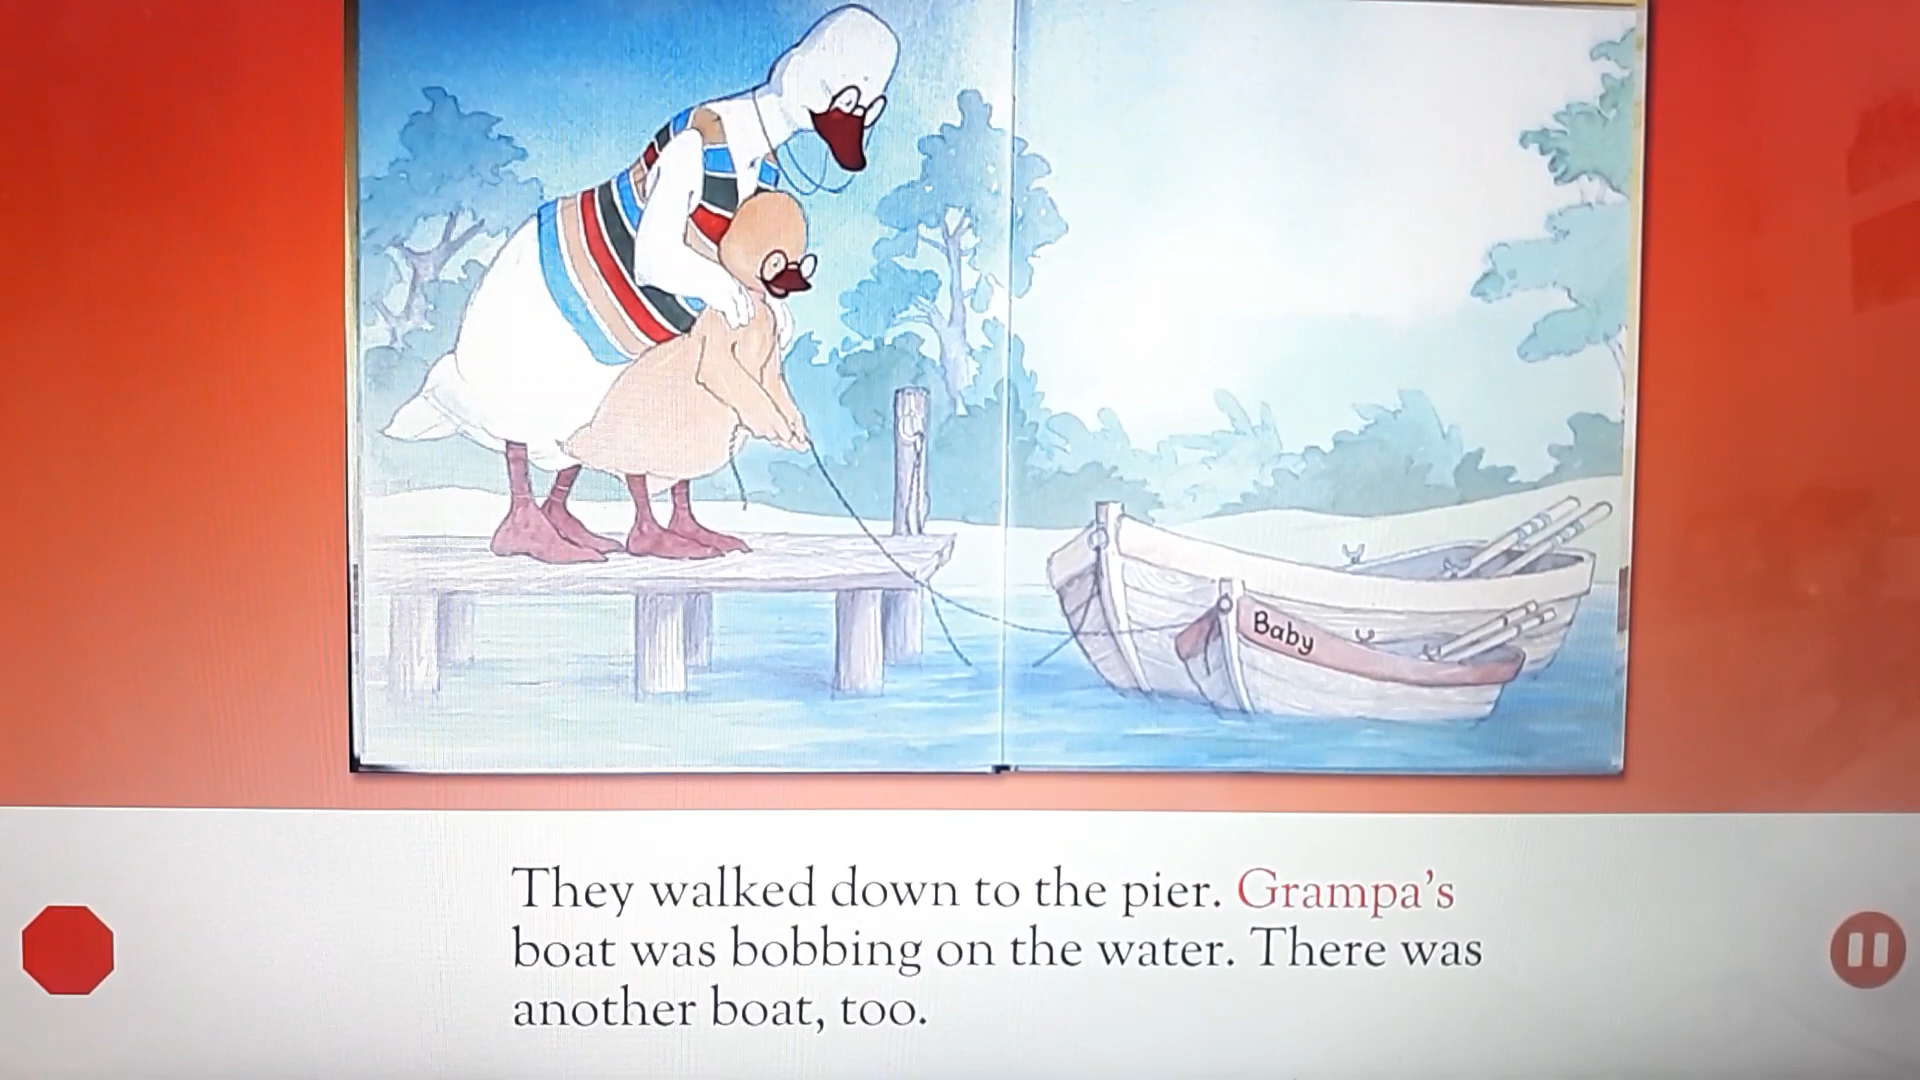 Baby
They walked down to the pier. Grampa's
boat was bobbing on the water. There was
another boat, too.